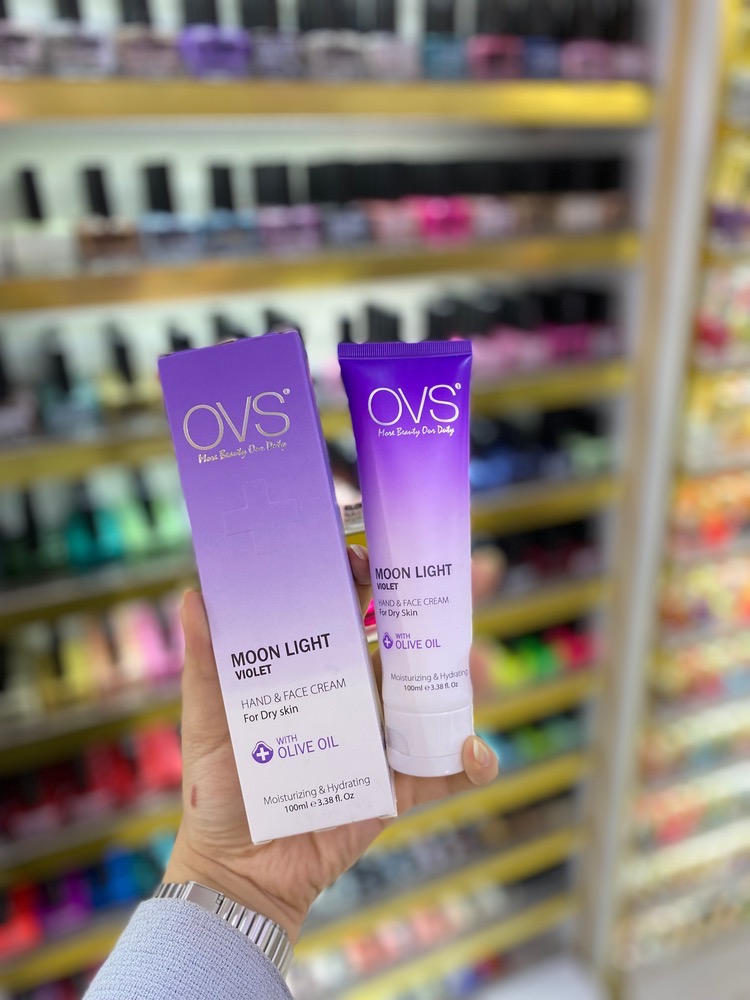 OVS®
More Beauty Our Duty
MOON LIGHT
VIOLET
HAND & FACE CREAM
For Dry skin
WITH
OLIVE OIL
Moisturizing & Hydrating
100ml ℮ 3.38 fl. Oz
OVS®
More Beauty Our Duty
MOON LIGHT
VIOLET
HAND & FACE CREAM
For Dry Skin
WITH
OLIVE OIL
Moisturizing & Hydrating
100ml ℮ 3.38 fl. Oz